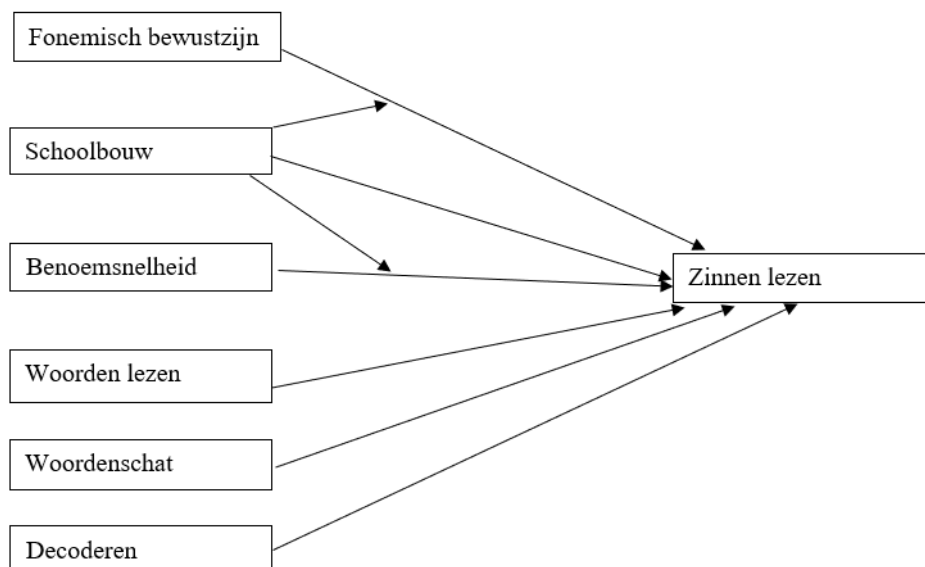 Fonemisch bewustzijn
Schoolbouw
Benoemsnelheid
Zinnen lezen
Woorden lezen
Woordenschat
Decoderen